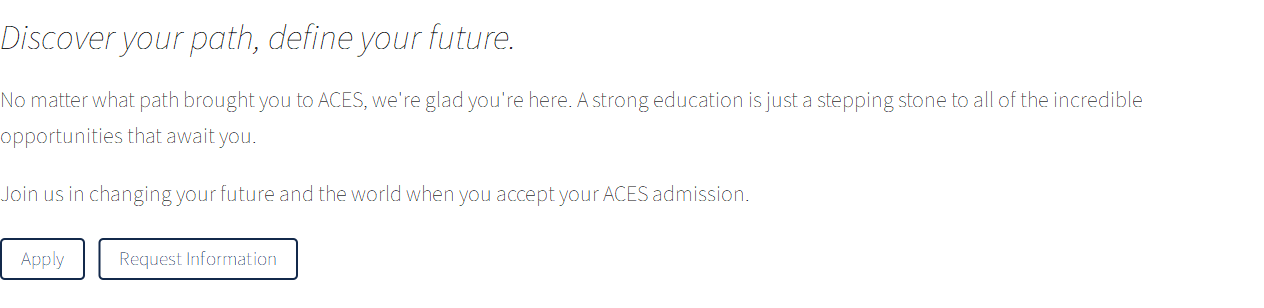 Discover your path, define your future.
No matter what path brought you to ACES, we're glad you're here. A strong education is just a stepping stone to all of the incredible
opportunities that await you.
Join us in changing your future and the world when you accept your ACES admission.
Apply Request Information